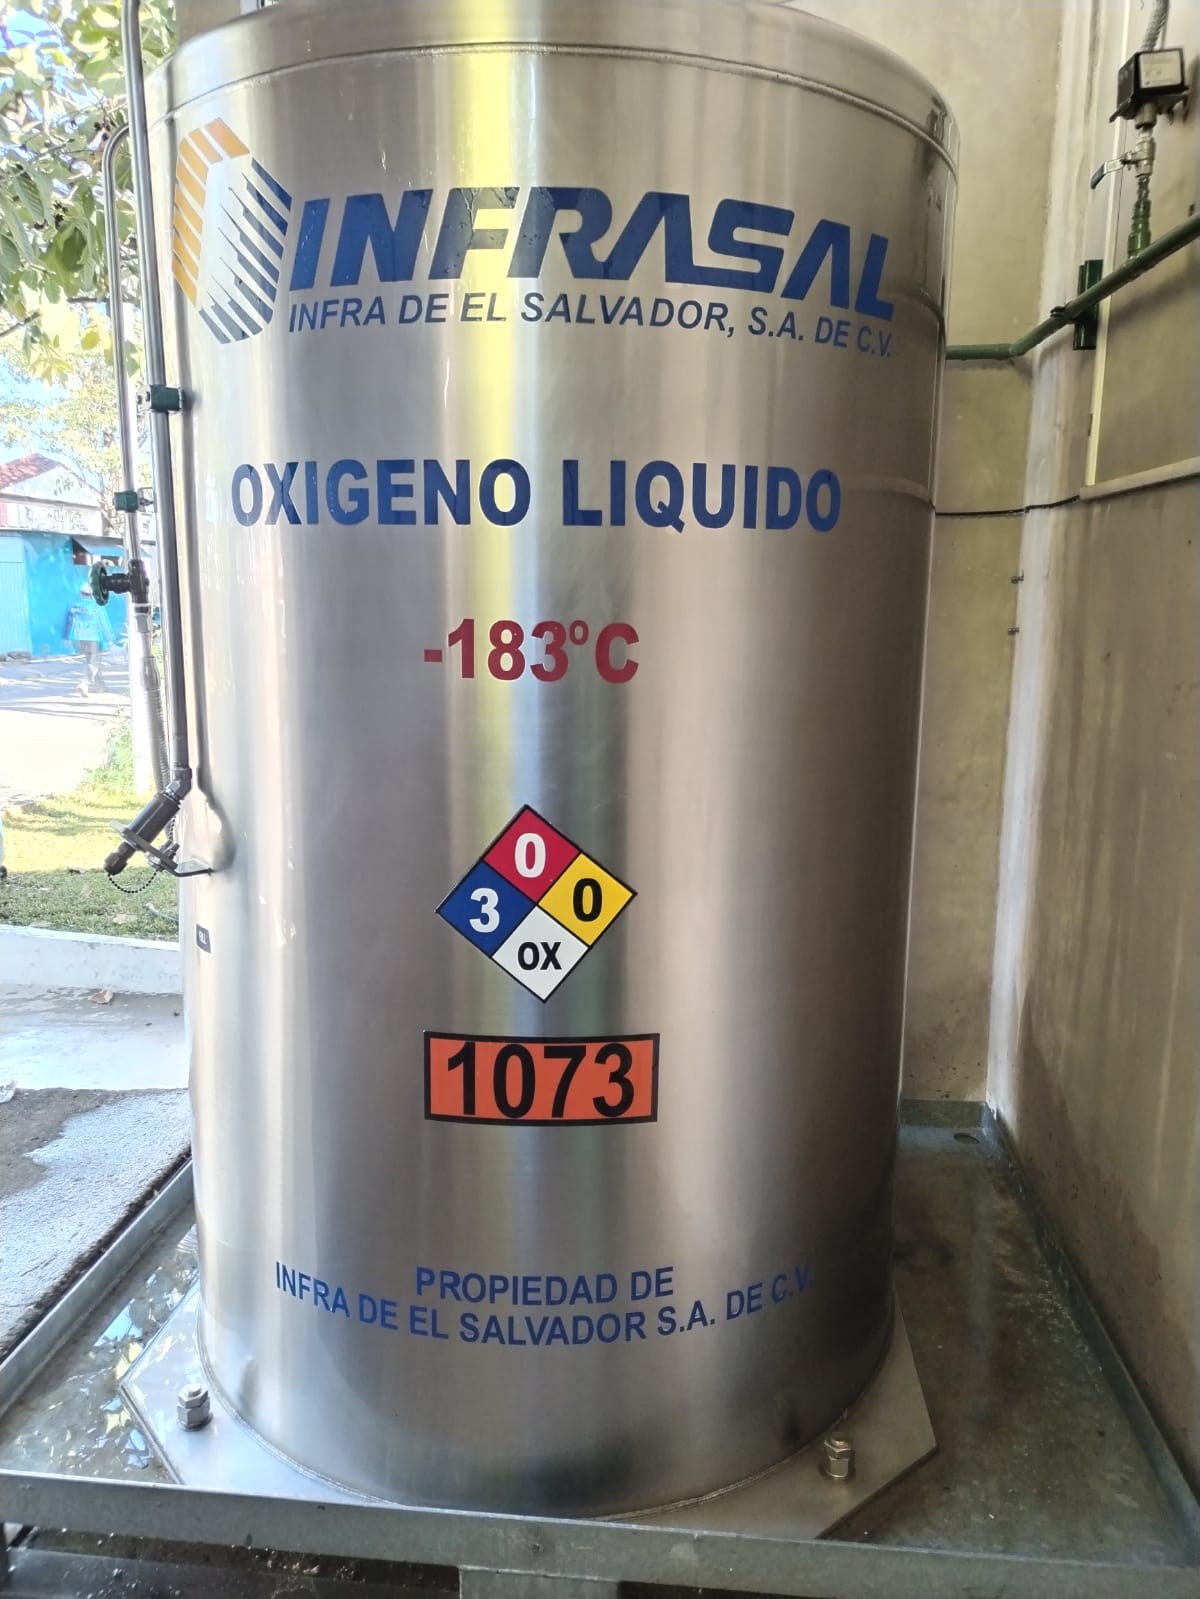 INFRASAL
INFRA DE EL SALVADOR, S.A. DE C.V.
OXIGENO LIQUIDO
-183°C
0
3
0
OX
1073
PROPIEDAD DE
INFRA DE EL SALVADOR S.A. DE C.V.